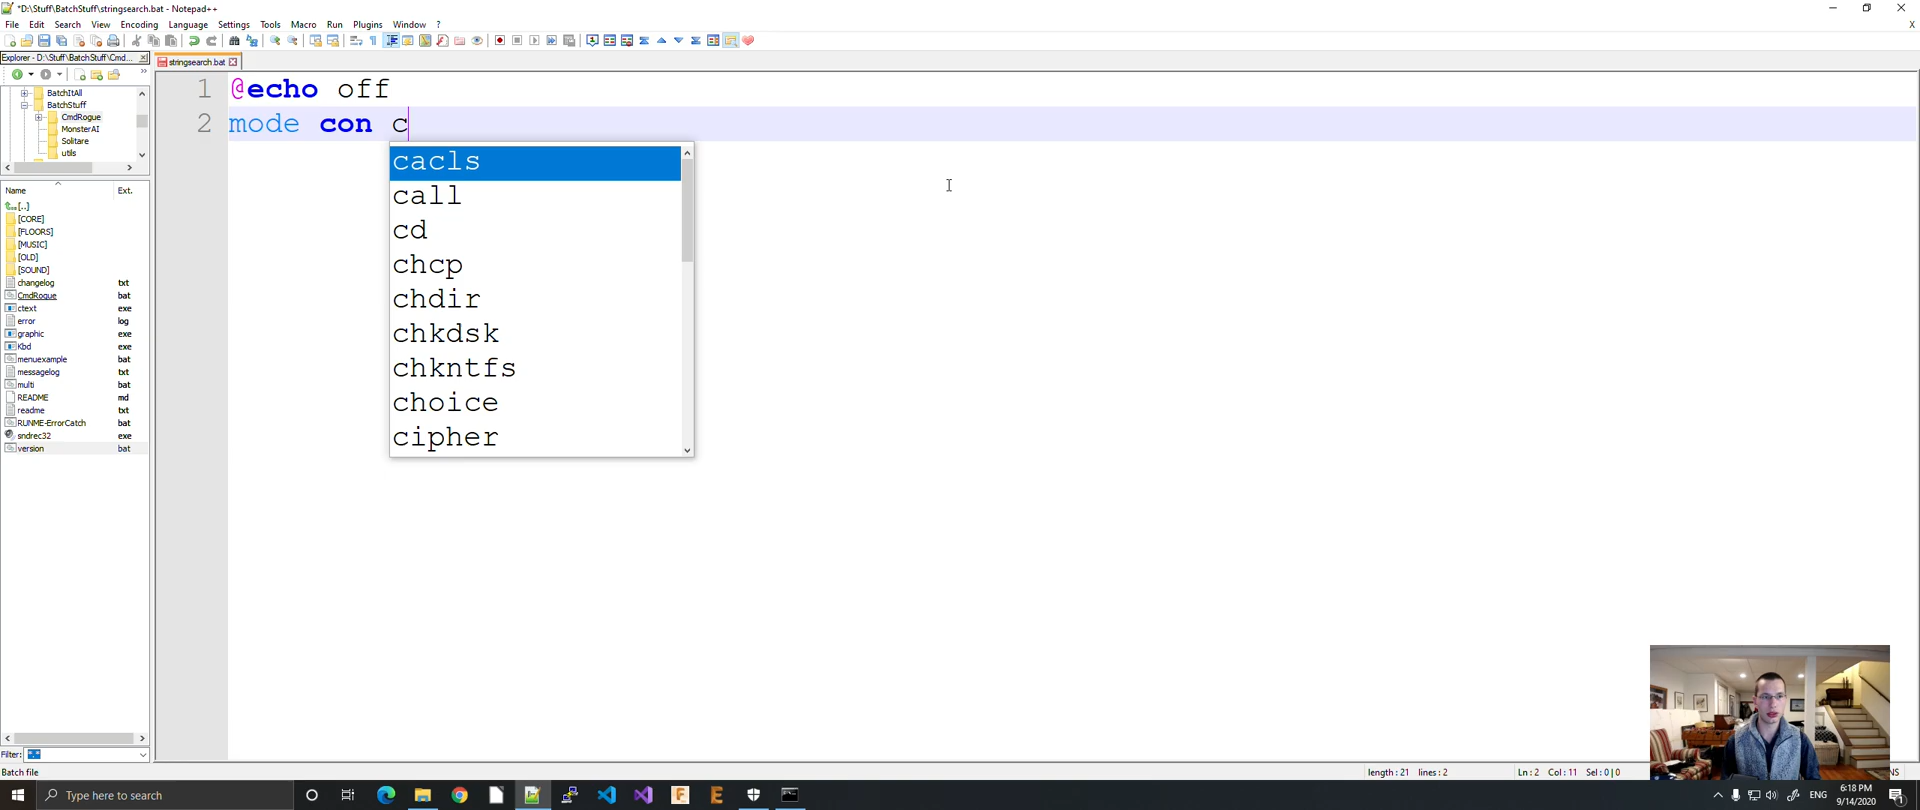 *D:\Stuff\BatchStuff\stringsearch.bat - Notepad++
File Edit Search View Encoding Language Settings Tools Macro Run Plugins Window ?
X
Explorer - D:\Stuff\BatchStuff\Cmd...
stringsearch.bat
BatchItAll
BatchStuff
CmdRogue
MonsterAI
Solitare
utils
Name Ext.
[..]
[CORE]
[FLOORS]
[MUSIC]
[OLD]
[SOUND]
changelog txt
CmdRogue bat
ctext exe
error log
graphic exe
Kbd exe
menuexample bat
messagelog txt
multi bat
README md
readme txt
RUNME-ErrorCatch bat
sndrec32 exe
version bat
Filter:
1 @echo off
2 mode con c
cacls
call
cd
chcp
chdir
chkdsk
chkntfs
choice
cipher
Batch file
length : 21 lines : 2
Ln : 2 Col : 11 Sel : 0 | 0
NS
Type here to search
ENG
6:18 PM
9/14/2020